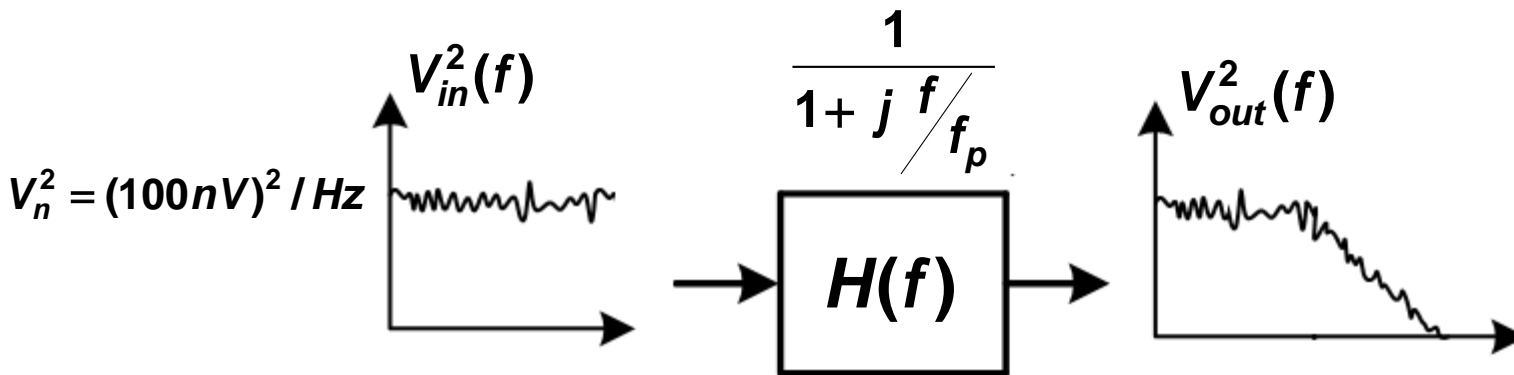 V_n^2 = (100nV)^2 / Hz
V_in^2(f)
1
1 + j f/f_p
H(f)
V_out^2(f)